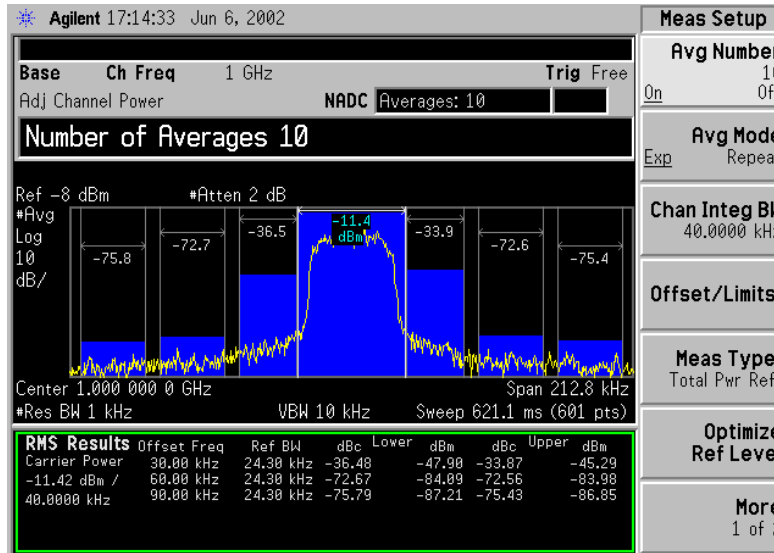 Agilent 17:14:33 Jun 6, 2002
Meas Setup
Base Ch Freq 1 GHz Trig Free
Adj Channel Power NADC Averages: 10
Number of Averages 10
Ref -8 dBm #Atten 2 dB
#Avg
Log
10
dB/
-75.8 -72.7 -36.5 -11.4 dBm -33.9 -72.6 -75.4
Center 1.000 000 0 GHz Span 212.8 kHz
#Res BW 1 kHz VBW 10 kHz Sweep 621.1 ms (601 pts)
RMS Results Offset Freq Ref BW dBc Lower dBm dBc Upper dBm
Carrier Power 30.00 kHz 24.30 kHz -36.48 -47.90 -33.87 -45.29
-11.42 dBm / 60.00 kHz 24.30 kHz -72.67 -84.09 -72.56 -83.98
40.0000 kHz 90.00 kHz 24.30 kHz -75.79 -87.21 -75.43 -86.85
Avg Number
On
Avg Mode
Exp Repea
Chan Integ BW
40.0000 kHz
Offset/Limits
Meas Type
Total Pwr Ref
Optimize
Ref Level
More
1 of